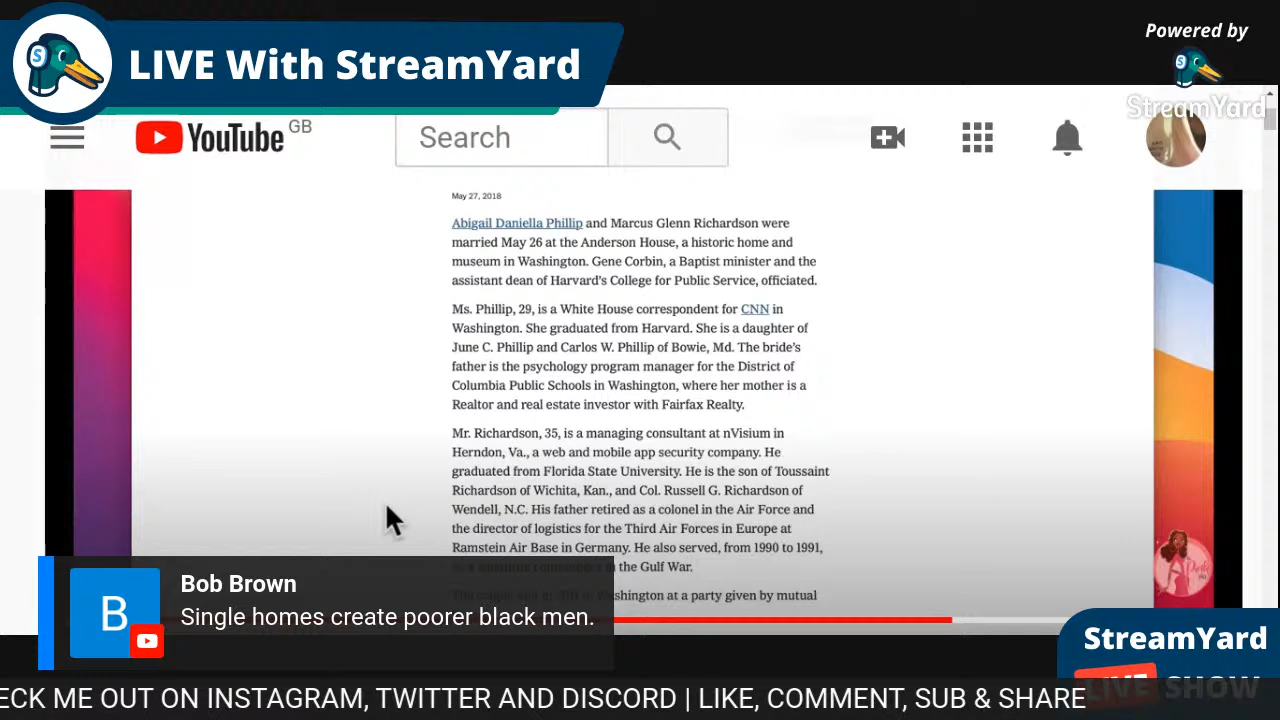 LIVE With StreamYard
Powered by
StreamYard
YouTube GB
Search
May 27, 2018
Abigail Daniella Phillip and Marcus Glenn Richardson were
married May 26 at the Anderson House, a historic home and
museum in Washington. Gene Corbin, a Baptist minister and the
assistant dean of Harvard's College for Public Service, officiated.
Ms. Phillip, 29, is a White House correspondent for CNN in
Washington. She graduated from Harvard. She is a daughter of
June C. Phillip and Carlos W. Phillip of Bowie, Md. The bride's
father is the psychology program manager for the District of
Columbia Public Schools in Washington, where her mother is a
Realtor and real estate investor with Fairfax Realty.
Mr. Richardson, 35, is a managing consultant at nVisium in
Herndon, Va., a web and mobile app security company. He
graduated from Florida State University. He is the son of Toussaint
Richardson of Wichita, Kan., and Col. Russell G. Richardson of
Wendell, N.C. His father retired as a colonel in the Air Force and
the director of logistics for the Third Air Forces in Europe at
Ramstein Air Base in Germany. He also served, from 1990 to 1991,
the Gulf War.
Washington at a party given by mutual
B
Bob Brown
Single homes create poorer black men.
StreamYard
LIVE SHOW
ECK ME OUT ON INSTAGRAM, TWITTER AND DISCORD | LIKE, COMMENT, SUB & SHARE